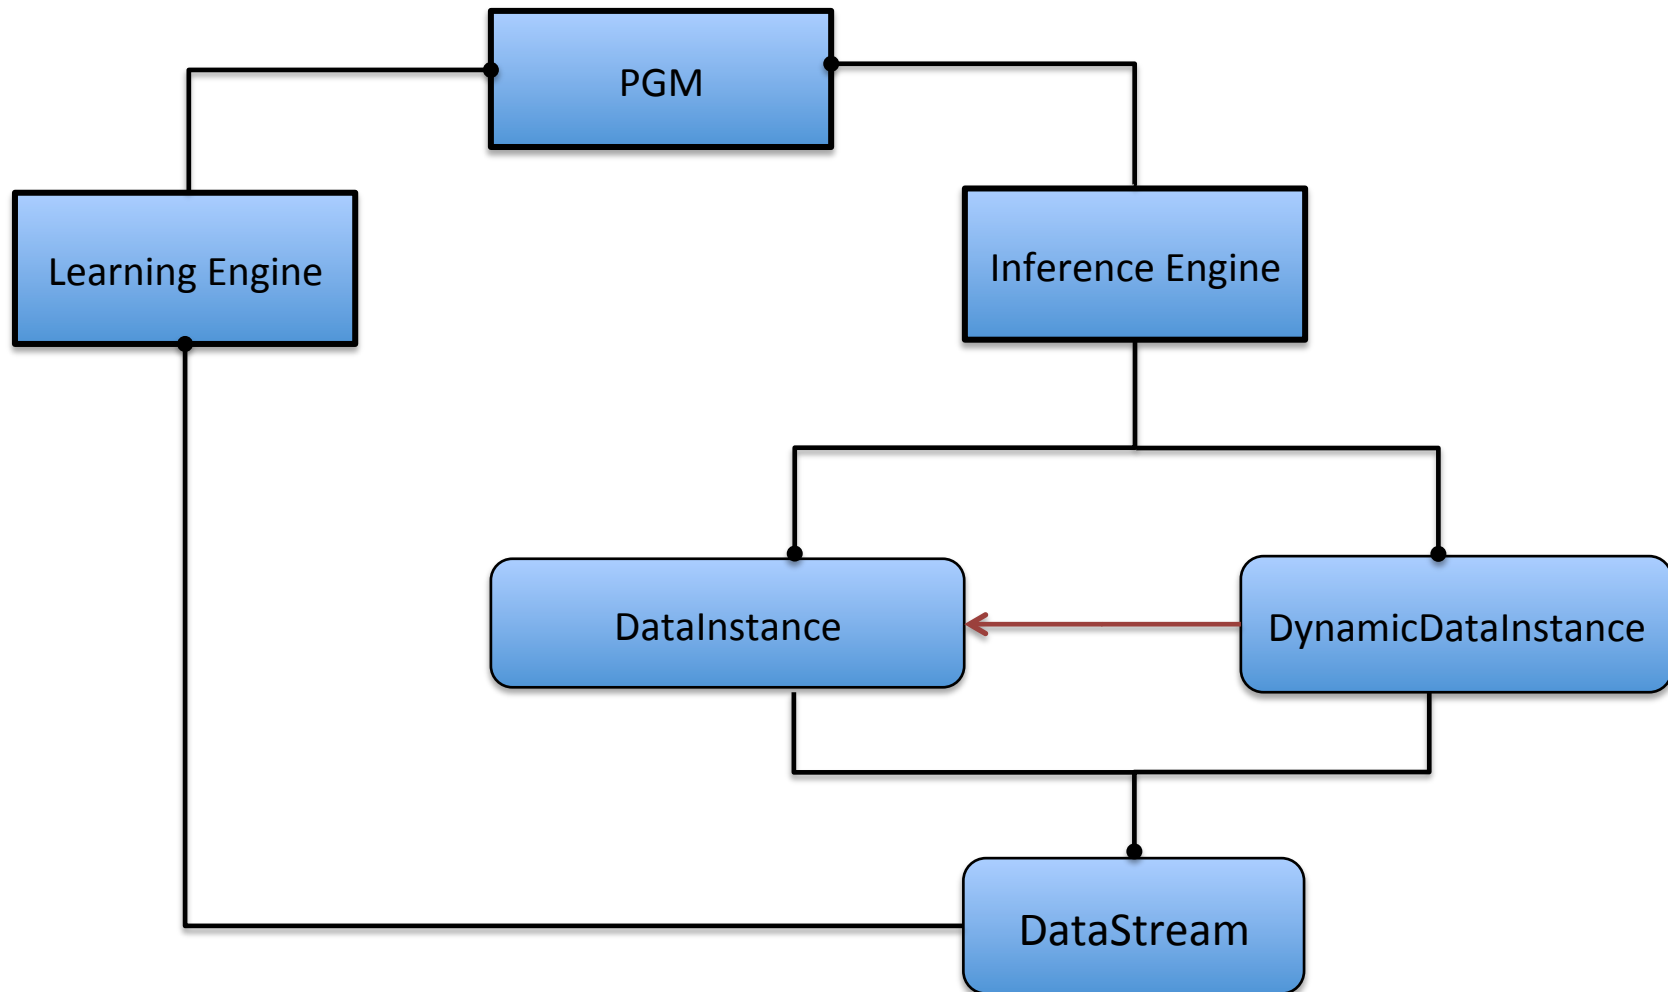 PGM
Learning Engine
Inference Engine
DataInstance
DynamicDataInstance
DataStream